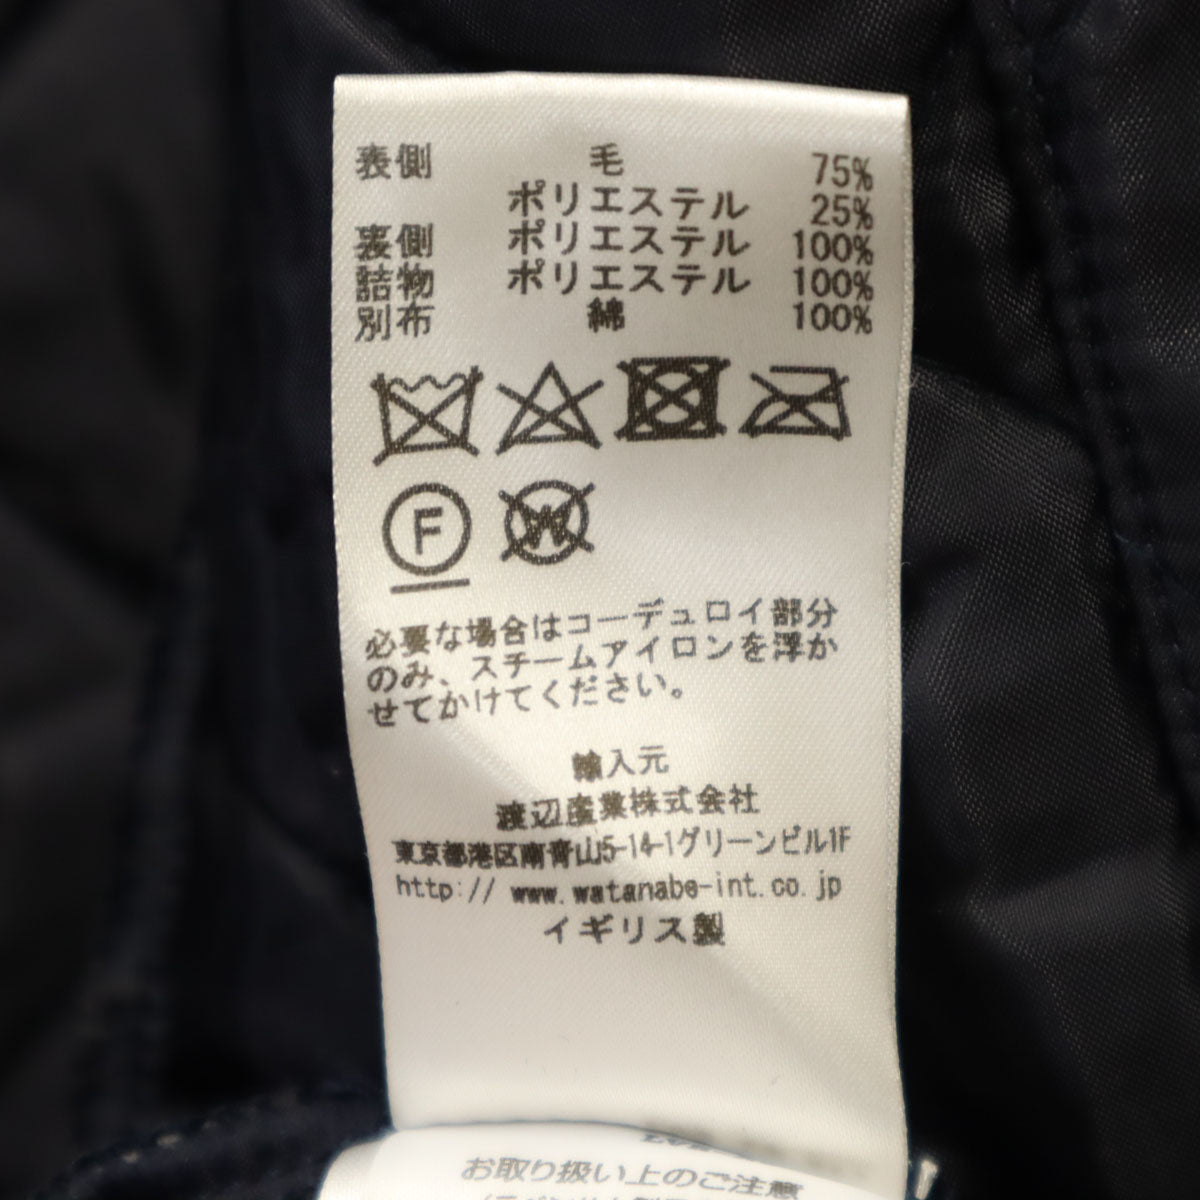 表側 毛 75%
ポリエステル 25%
裏側 ポリエステル 100%
詰物 ポリエステル 100%
別布 綿 100%
F W
必要な場合はコーデュロイ部分
のみ、スチームアイロンを浮か
せてかけてください。
輸入元
渡辺産業株式会社
東京都港区南青山5-14-1グリーンビル1F
http:// www.watanabe-int.co.jp
イギリス製
お取り扱い上のご注意